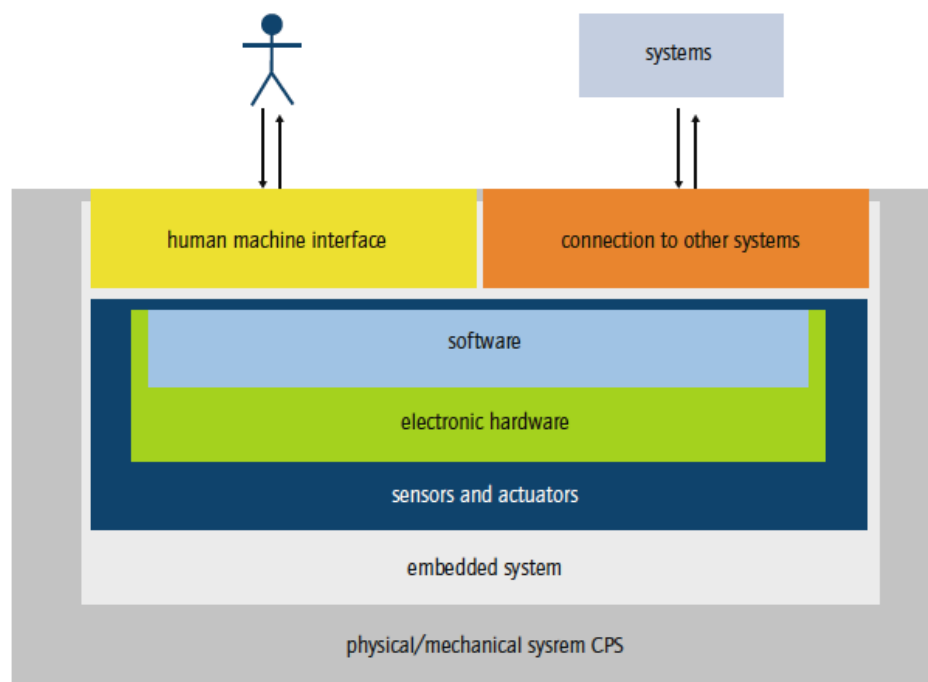 systems
human machine interface
connection to other systems
software
electronic hardware
sensors and actuators
embedded system
physical/mechanical sysrem CPS